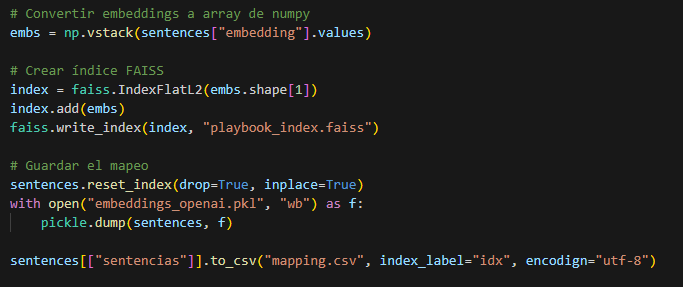 # Convertir embeddings a array de numpy
embs = np.vstack(sentences["embedding"].values)
# Crear índice FAISS
index = faiss.IndexFlatL2(embs.shape[1])
index.add(embs)
faiss.write_index(index, "playbook_index.faiss")
# Guardar el mapeo
sentences.reset_index(drop=True, inplace=True)
with open("embeddings_openai.pkl", "wb") as f:
    pickle.dump(sentences, f)
sentences[["sentencias"]].to_csv("mapping.csv", index_label="idx", encodign="utf-8")